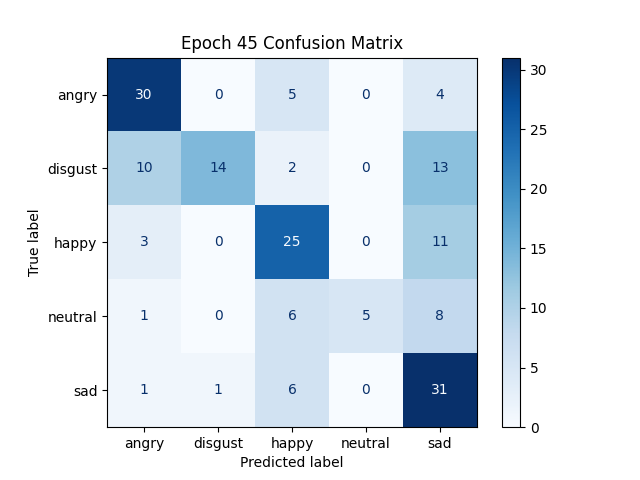 Epoch 45 Confusion Matrix
True label
angry 30 0 5 0 4
disgust 10 14 2 0 13
happy 3 0 25 0 11
neutral 1 0 6 5 8
sad 1 1 6 0 31
angry disgust happy neutral sad
Predicted label
30
25
20
15
10
5
0